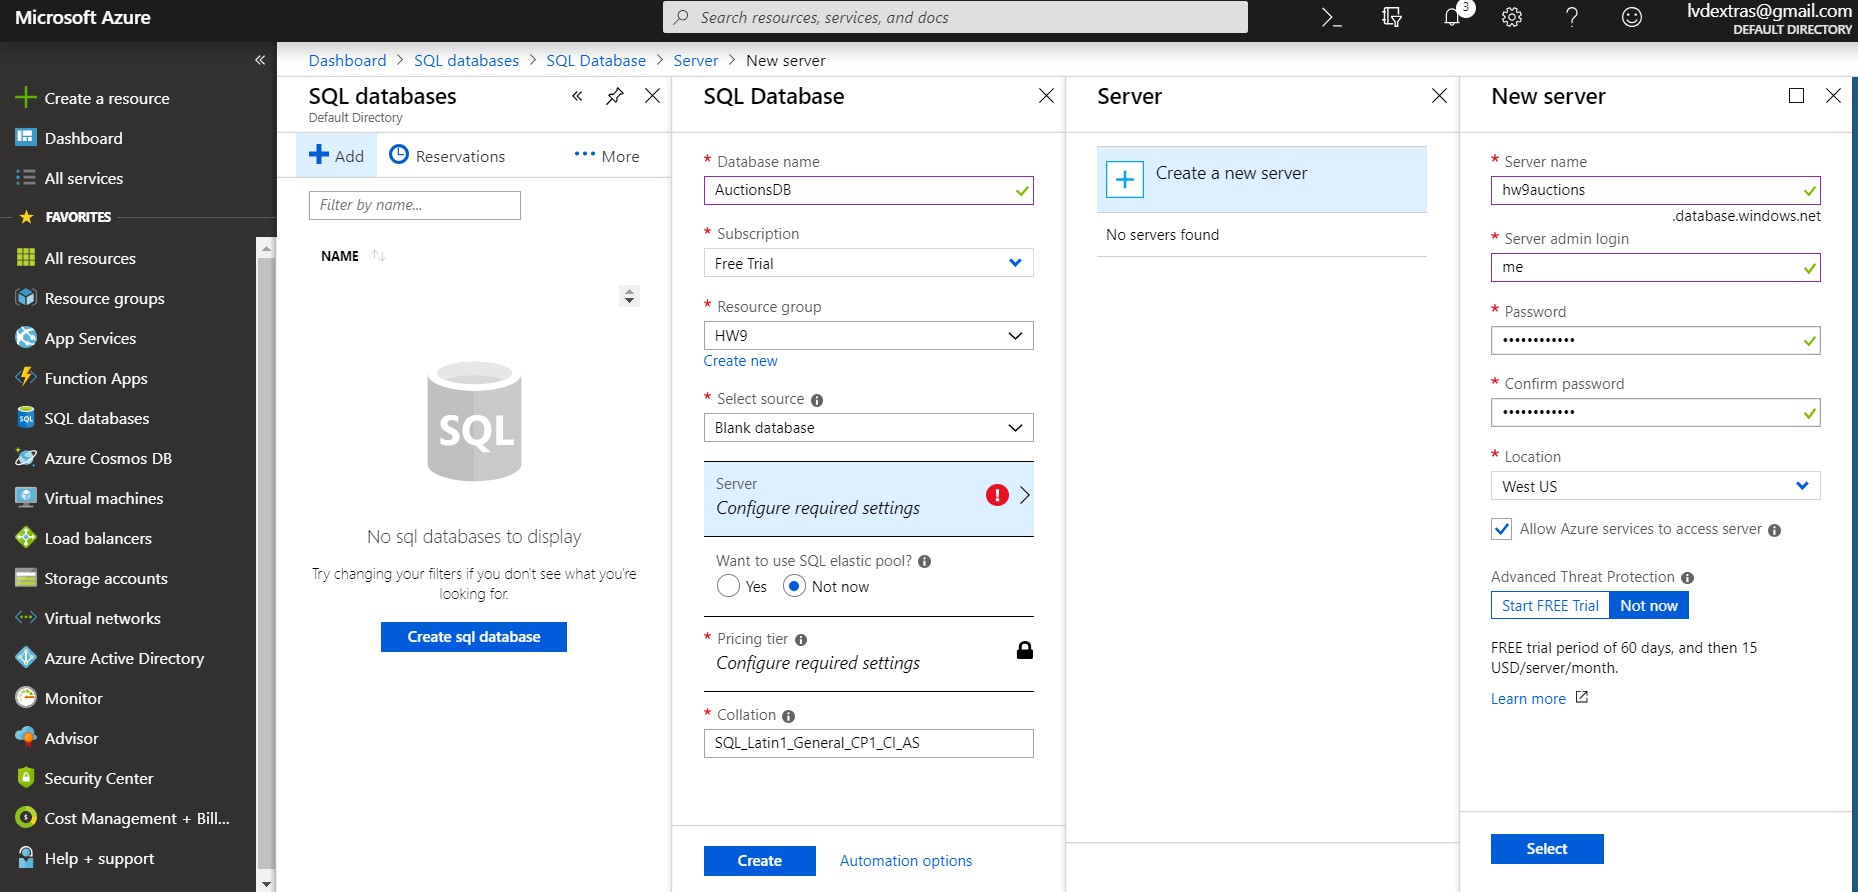 Microsoft Azure
Search resources, services, and docs
3
lvdextras@gmail.com
DEFAULT DIRECTORY
Create a resource
Dashboard
All services
FAVORITES
All resources
Resource groups
App Services
Function Apps
SQL databases
Azure Cosmos DB
Virtual machines
Load balancers
Storage accounts
Virtual networks
Azure Active Directory
Monitor
Advisor
Security Center
Cost Management + Bill...
Help + support
Dashboard > SQL databases > SQL Database > Server > New server
SQL databases
Default Directory
Add
Reservations
More
Filter by name...
NAME
SQL
No sql databases to display
Try changing your filters if you don't see what you're
looking for.
Create sql database
SQL Database
* Database name
AuctionsDB
* Subscription
Free Trial
* Resource group
HW9
Create new
* Select source
Blank database
Server
Configure required settings
Want to use SQL elastic pool?
Yes
Not now
* Pricing tier
Configure required settings
* Collation
SQL_Latin1_General_CP1_CI_AS
Create
Automation options
Server
Create a new server
No servers found
New server
* Server name
hw9auctions
.database.windows.net
* Server admin login
me
* Password
••••••••••••
* Confirm password
••••••••••••
* Location
West US
Allow Azure services to access server
Advanced Threat Protection
Start FREE Trial
Not now
FREE trial period of 60 days, and then 15
USD/server/month.
Learn more
Select